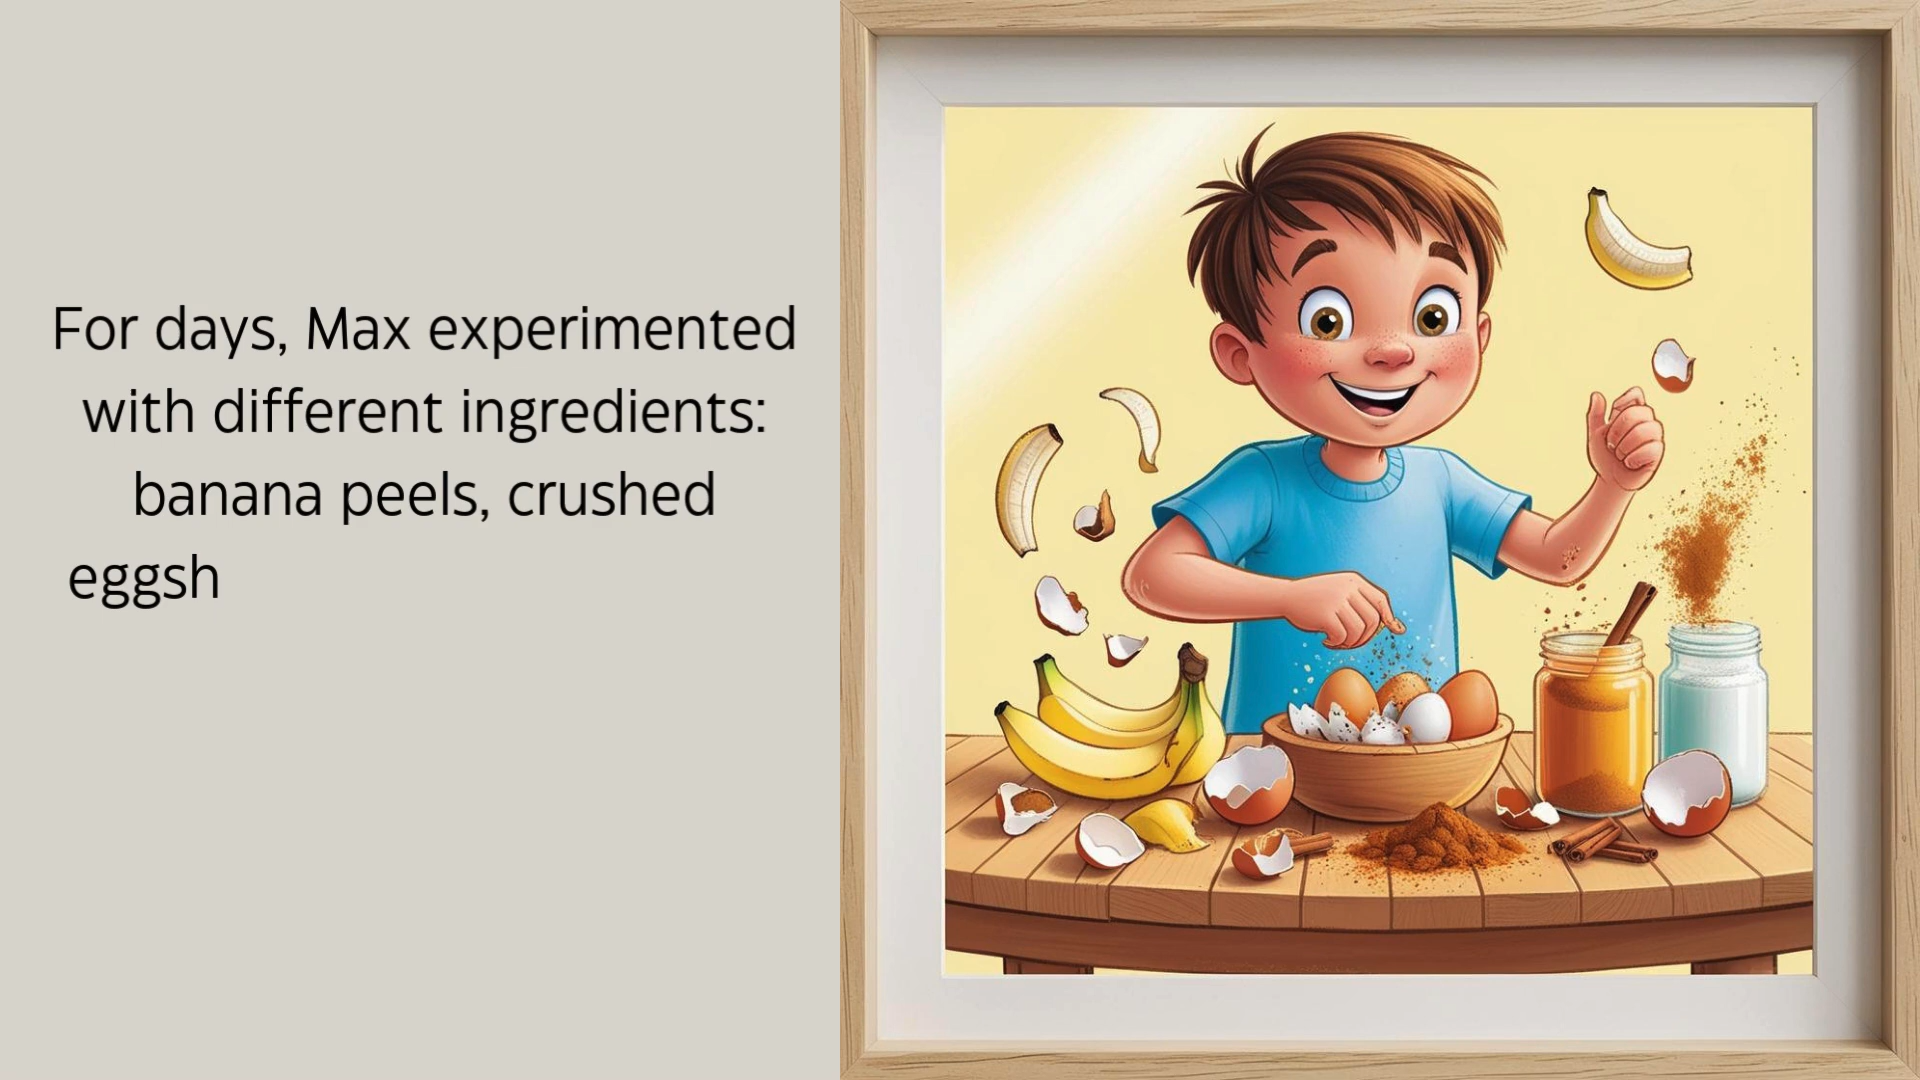 For days, Max experimented
with different ingredients:
banana peels, crushed
eggsh